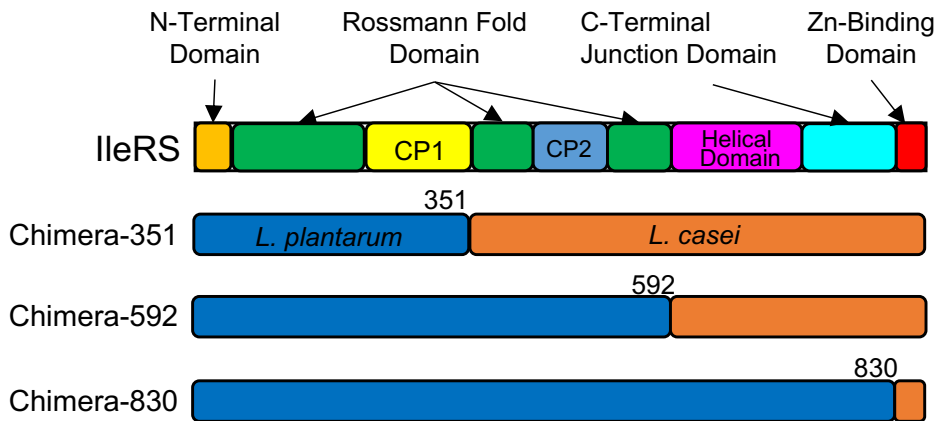 N-Terminal
Domain
Rossmann Fold
Domain
C-Terminal
Junction Domain
Zn-Binding
Domain
IleRS
CP1
CP2
Helical
Domain
351
Chimera-351
L. plantarum
L. casei
592
Chimera-592
830
Chimera-830